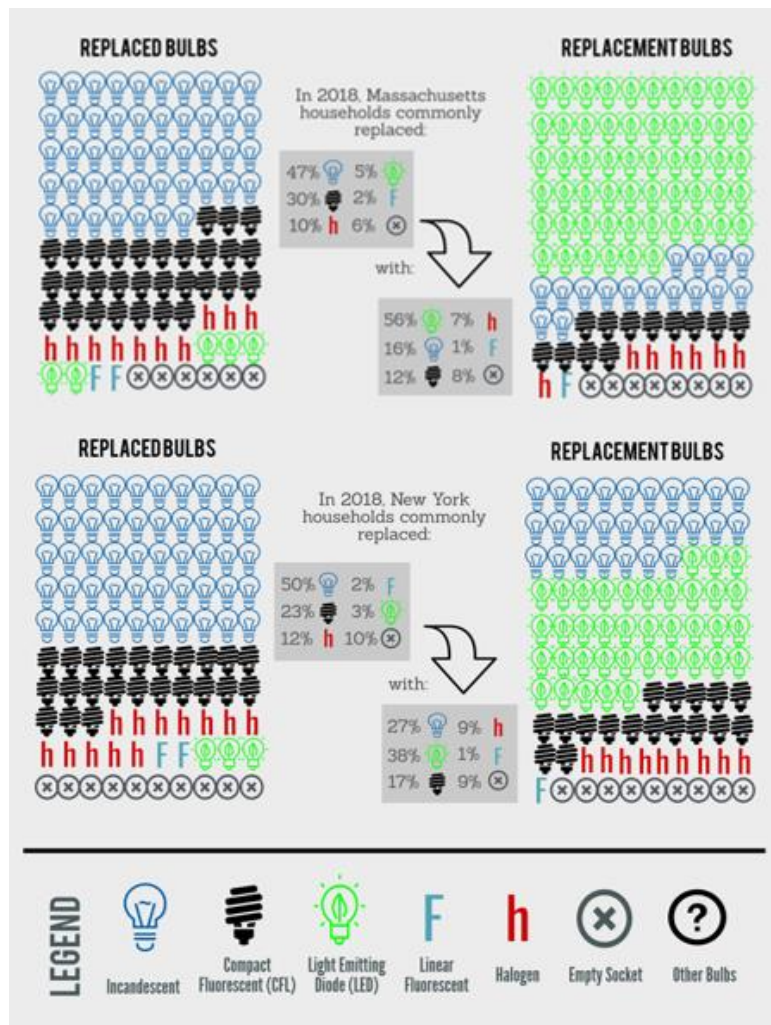 REPLACED BULBS
REPLACEMENT BULBS
In 2018, Massachusetts
households commonly
replaced:
47% 5%
30% 2% F
10% h 6%
with:
56% 7% h
16% 1% F
12% 8%
h h h
h h h h h h h
F F
h h h h h h
h F
REPLACED BULBS
REPLACEMENT BULBS
In 2018, New York
households commonly
replaced:
50% 2% F
23% 3%
12% h 10%
with:
27% 9% h
38% 1% F
17% 9%
h h h h h h h
h h h h h F F
h h h h h h h h h
F
LEGEND
F
h
?
Incandescent
Compact
Fluorescent (CFL)
Light Emitting
Diode (LED)
Linear
Fluorescent
Halogen
Empty Socket
Other Bulbs